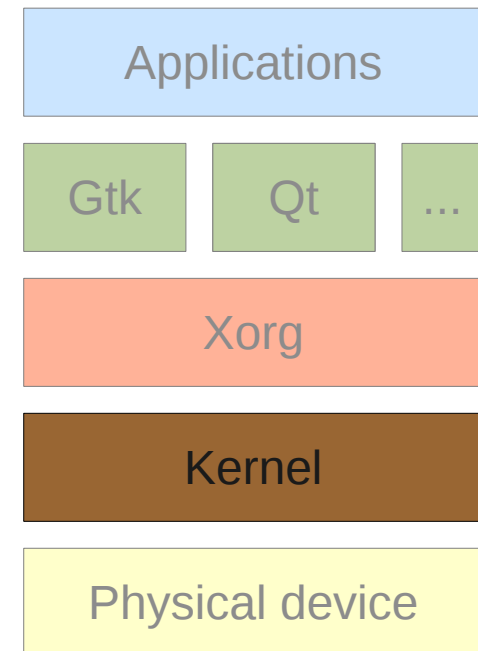 Applications
Gtk Qt ...
Xorg
Kernel
Physical device